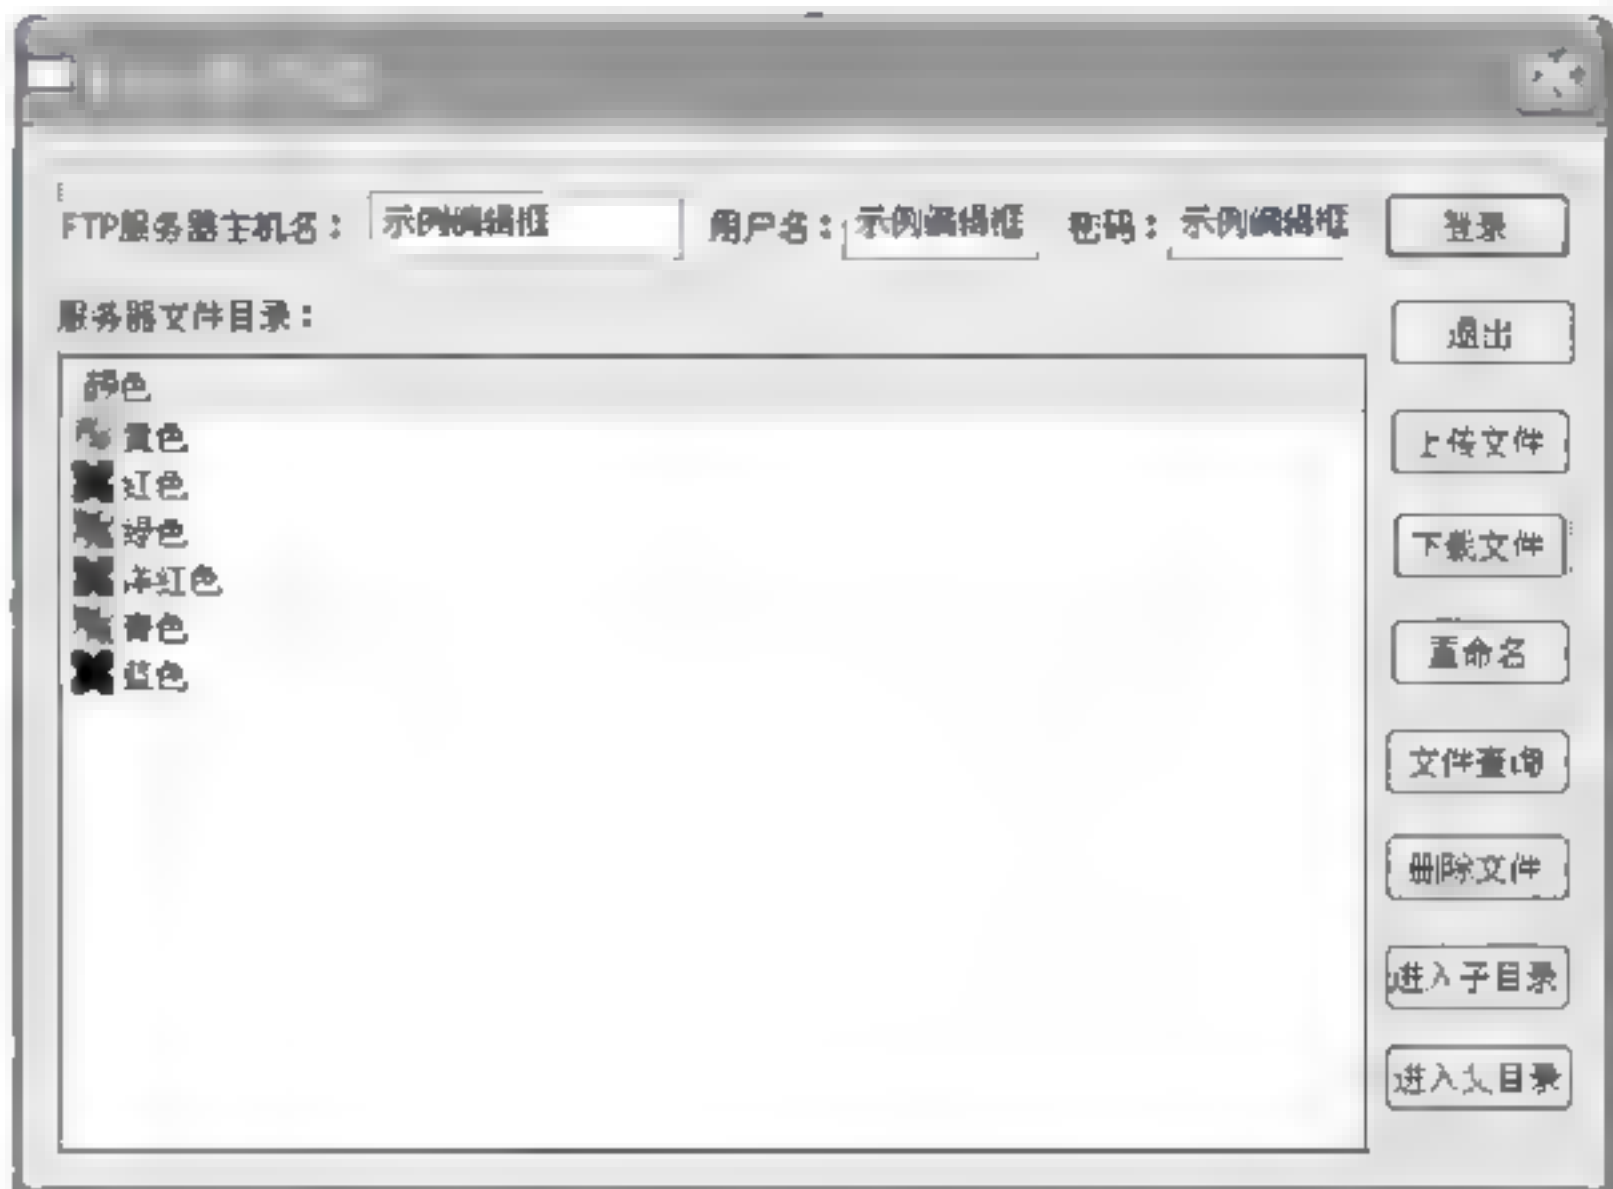 FTP服务器主机名： 示例编辑框 用户名： 示例编辑框 密码： 示例编辑框 登录
服务器文件目录：
退出
颜色
黄色
红色
绿色
洋红色
青色
蓝色
上传文件
下载文件
重命名
文件查询
删除文件
进入子目录
进入父目录